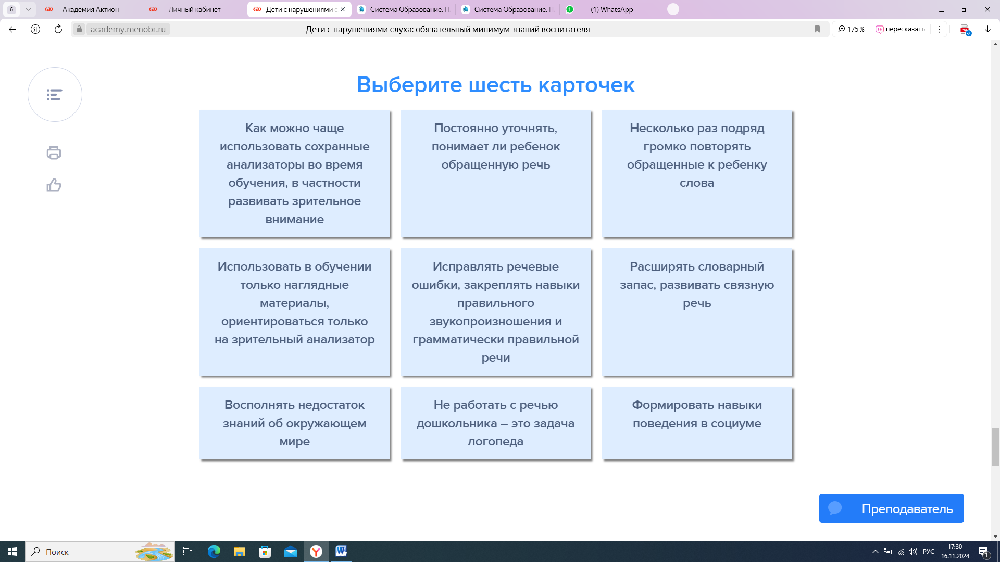 6
Академия Актион
Личный кабинет
Дети с нарушениями с
Система Образование. П
Система Образование. П
1
(1) WhatsApp
Я
academy.menobr.ru
Дети с нарушениями слуха: обязательный минимум знаний воспитателя
175 %
пересказать
Выберите шесть карточек
Как можно чаще
использовать сохранные
анализаторы во время
обучения, в частности
развивать зрительное
внимание
Постоянно уточнять,
понимает ли ребенок
обращенную речь
Несколько раз подряд
громко повторять
обращенные к ребенку
слова
Использовать в обучении
только наглядные
материалы,
ориентироваться только
на зрительный анализатор
Исправлять речевые
ошибки, закреплять навыки
правильного
звукопроизношения и
грамматически правильной
речи
Расширять словарный
запас, развивать связную
речь
Восполнять недостаток
знаний об окружающем
мире
Не работать с речью
дошкольника – это задача
логопеда
Формировать навыки
поведения в социуме
Преподаватель
Поиск
РУС
17:30
16.11.2024
1